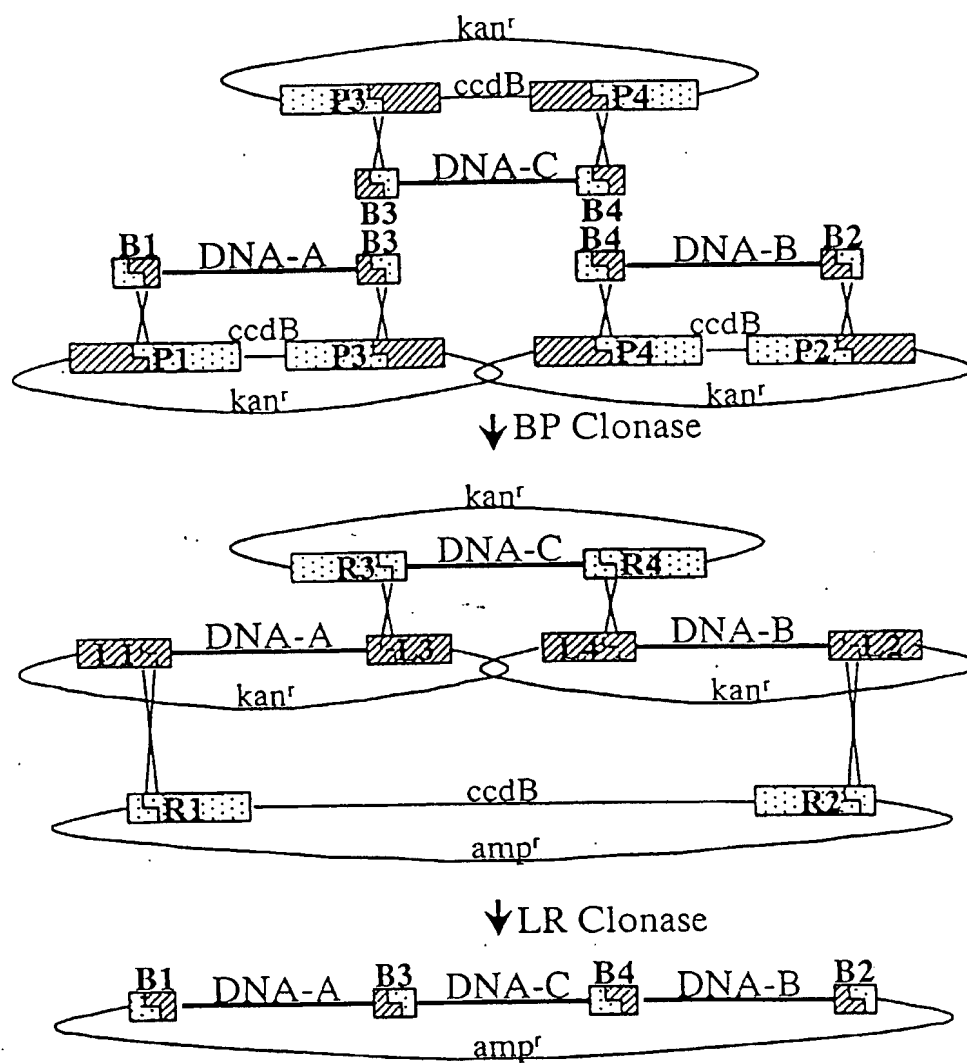 kanʳ
ccdB
P3 P4
DNA-C
B3 B4
B1 DNA-A B3 B4 DNA-B B2
ccdB ccdB
P1 P3 P4 P2
kanʳ kanʳ
BP Clonase
kanʳ
DNA-C
R3 R4
DNA-A DNA-B
L1 L3 L4 L2
kanʳ kanʳ
ccdB
R1 R2
ampʳ
LR Clonase
B1 DNA-A B3 DNA-C B4 DNA-B B2
ampʳ